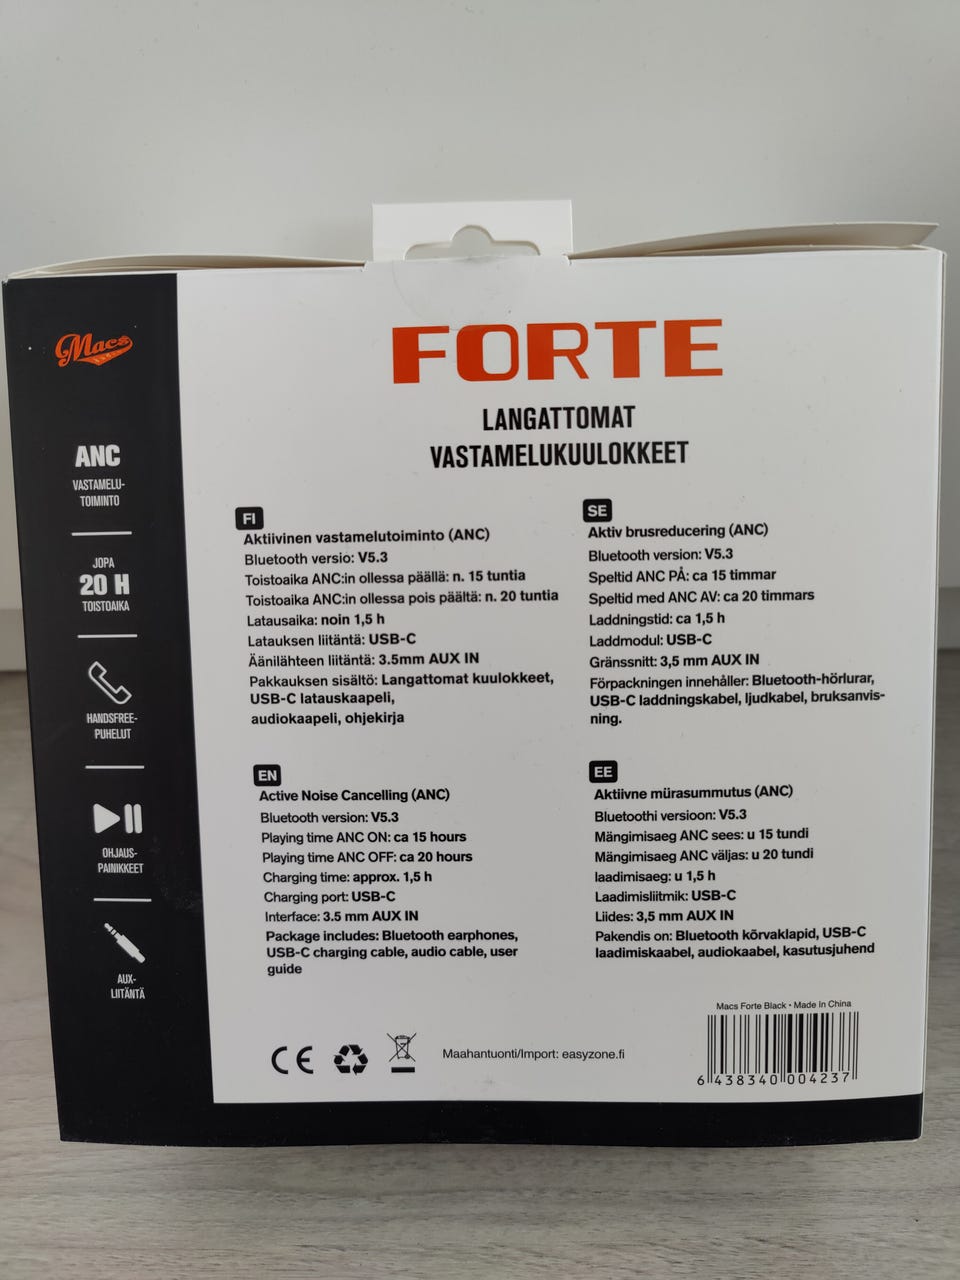 Macs
ANC
VASTAMELU-
TOIMINTO
JOPA
20 H
TOISTOAIKA
HANDSFREE-
PUHELUT
OHJAUS-
PAINIKKEET
AUX-
LIITÄNTÄ
FORTE
LANGATTOMAT
VASTAMELUKUULOKKEET
FI
Aktiivinen vastamelutoiminto (ANC)
Bluetooth versio: V5.3
Toistoaika ANC:in ollessa päällä: n. 15 tuntia
Toistoaika ANC:in ollessa pois päältä: n. 20 tuntia
Latausaika: noin 1,5 h
Latauksen liitäntä: USB-C
Äänilähteen liitäntä: 3.5mm AUX IN
Pakkauksen sisältö: Langattomat kuulokkeet,
USB-C latauskaapeli,
audiokaapeli, ohjekirja
SE
Aktiv brusreducering (ANC)
Bluetooth version: V5.3
Speltid ANC PÅ: ca 15 timmar
Speltid med ANC AV: ca 20 timmars
Laddningstid: ca 1,5 h
Laddmodul: USB-C
Gränssnitt: 3,5 mm AUX IN
Förpackningen innehåller: Bluetooth-hörlurar,
USB-C laddningskabel, ljudkabel, bruksanvis-
ning.
EN
Active Noise Cancelling (ANC)
Bluetooth version: V5.3
Playing time ANC ON: ca 15 hours
Playing time ANC OFF: ca 20 hours
Charging time: approx. 1,5 h
Charging port: USB-C
Interface: 3.5 mm AUX IN
Package includes: Bluetooth earphones,
USB-C charging cable, audio cable, user
guide
EE
Aktiivne mürasummutus (ANC)
Bluetoothi versioon: V5.3
Mängimisaeg ANC sees: u 15 tundi
Mängimisaeg ANC väljas: u 20 tundi
laadimisaeg: u 1,5 h
Laadimisliitmik: USB-C
Liides: 3,5 mm AUX IN
Pakendis on: Bluetooth kõrvaklapid, USB-C
laadimiskaabel, audiokaabel, kasutusjuhend
CE
Maahantuonti/Import: easyzone.fi
Macs Forte Black • Made In China
6 438340 004237